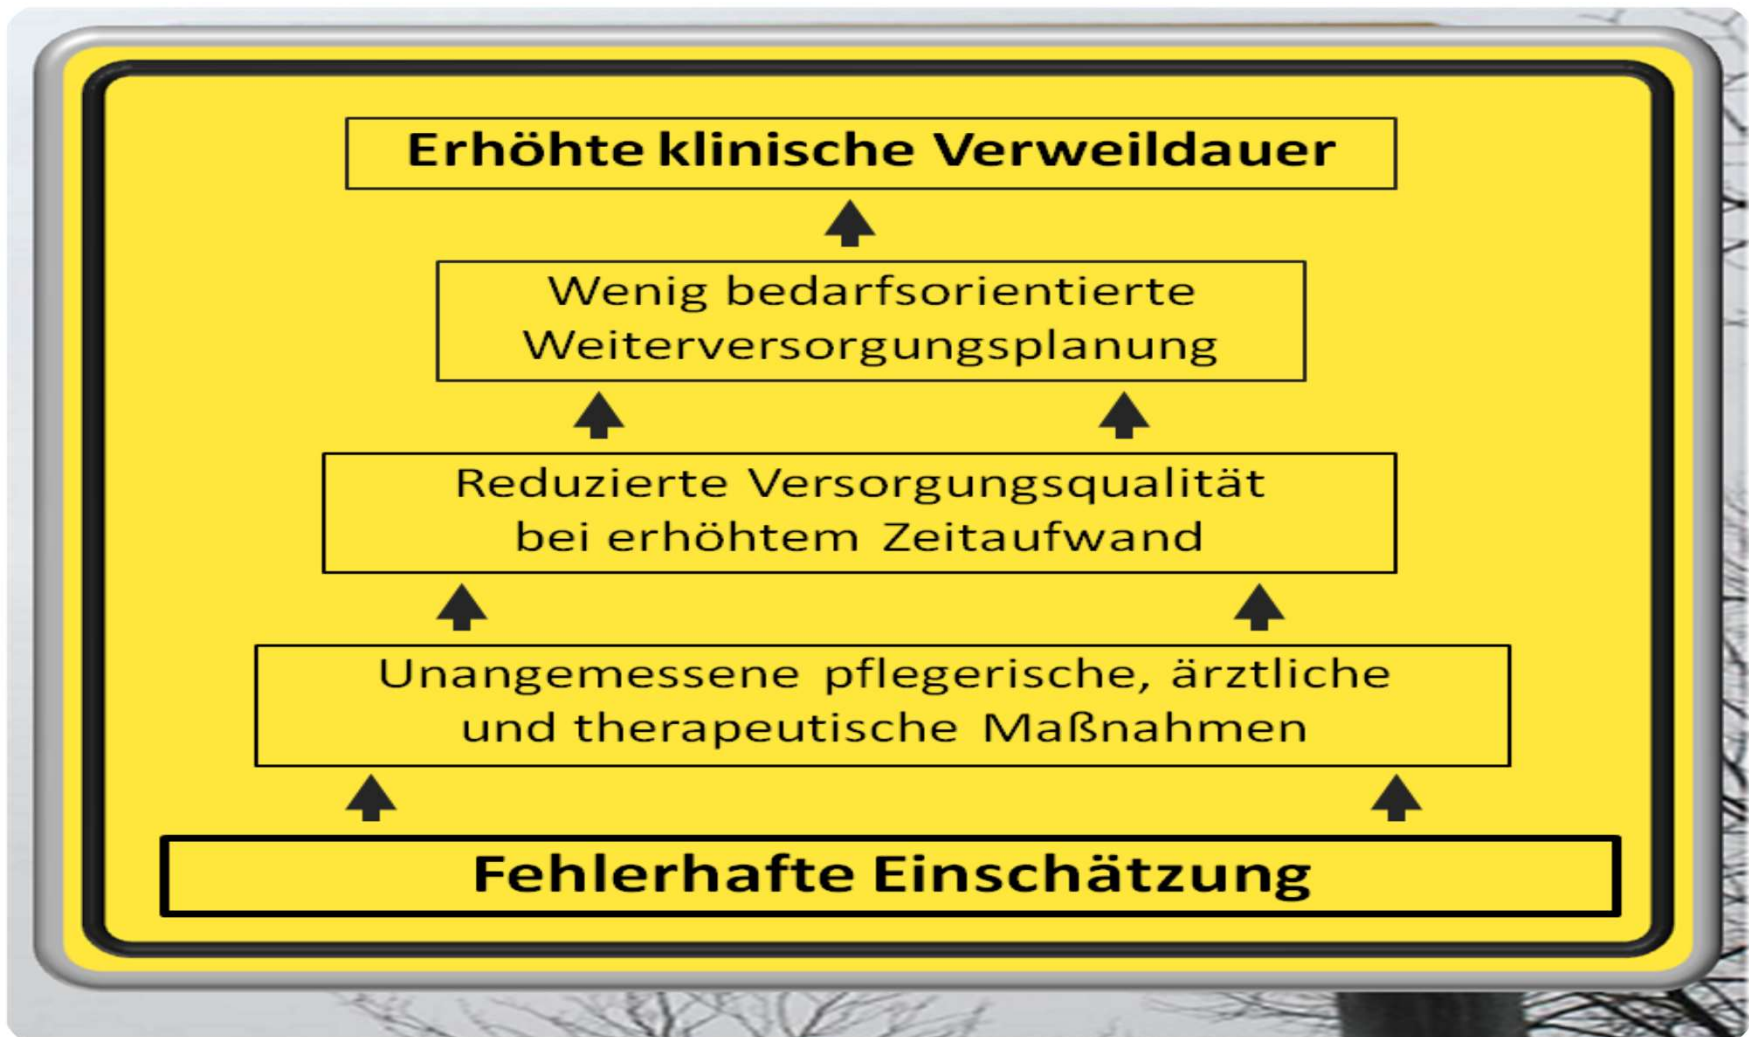 Erhöhte klinische Verweildauer
Wenig bedarfsorientierte
Weiterversorgungsplanung
Reduzierte Versorgungsqualität
bei erhöhtem Zeitaufwand
Unangemessene pflegerische, ärztliche
und therapeutische Maßnahmen
Fehlerhafte Einschätzung